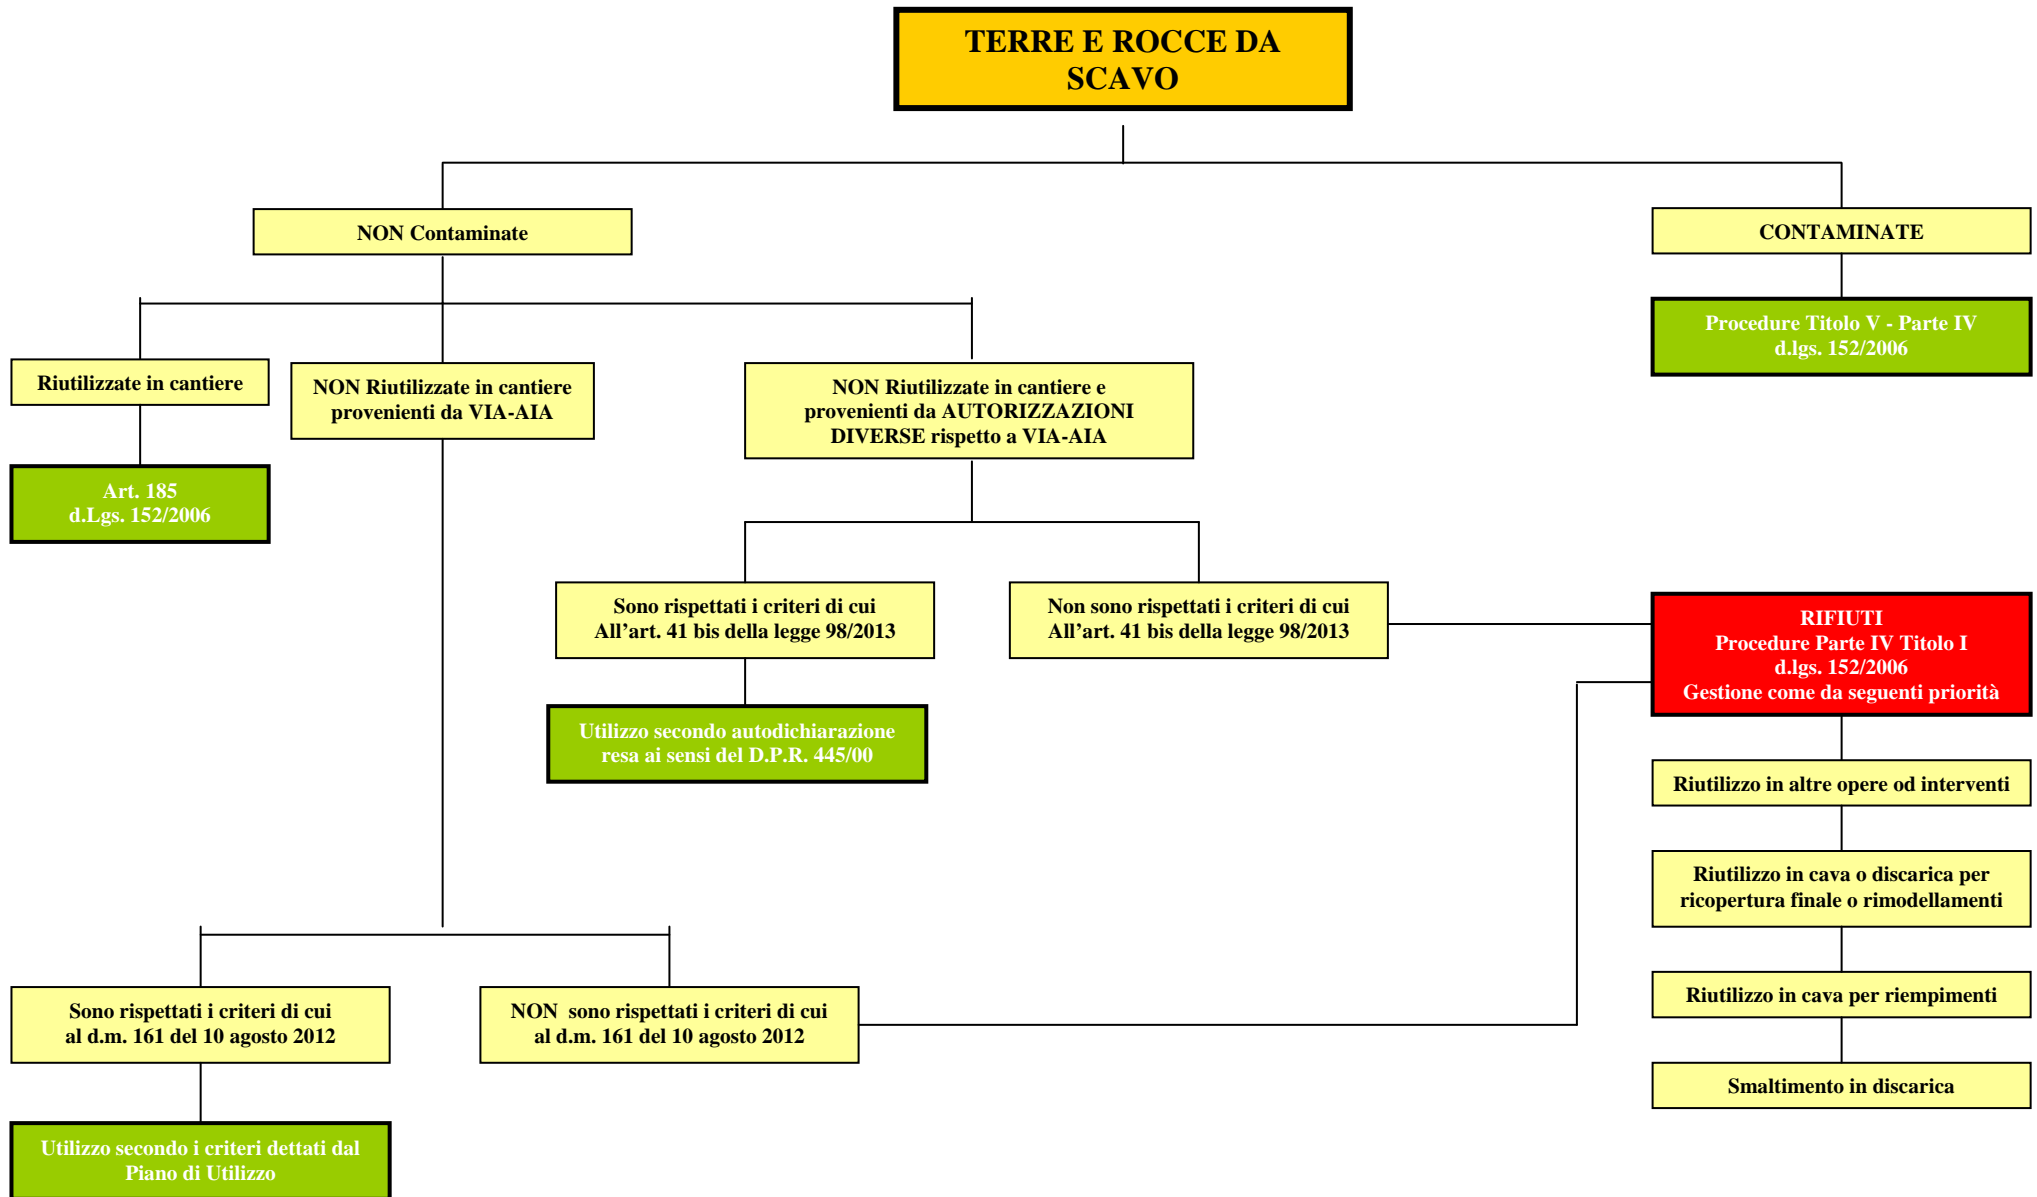 TERRE E ROCCE DA
SCAVO
NON Contaminate
CONTAMINATE
Procedure Titolo V - Parte IV
d.lgs. 152/2006
Riutilizzate in cantiere
NON Riutilizzate in cantiere
provenienti da VIA-AIA
NON Riutilizzate in cantiere e
provenienti da AUTORIZZAZIONI
DIVERSE rispetto a VIA-AIA
Art. 185
d.Lgs. 152/2006
Sono rispettati i criteri di cui
All'art. 41 bis della legge 98/2013
Non sono rispettati i criteri di cui
All'art. 41 bis della legge 98/2013
RIFIUTI
Procedure Parte IV Titolo I
d.lgs. 152/2006
Gestione come da seguenti priorità
Utilizzo secondo autodichiarazione
resa ai sensi del D.P.R. 445/00
Riutilizzo in altre opere od interventi
Riutilizzo in cava o discarica per
ricopertura finale o rimodellamenti
Riutilizzo in cava per riempimenti
Smaltimento in discarica
Sono rispettati i criteri di cui
al d.m. 161 del 10 agosto 2012
NON sono rispettati i criteri di cui
al d.m. 161 del 10 agosto 2012
Utilizzo secondo i criteri dettati dal
Piano di Utilizzo